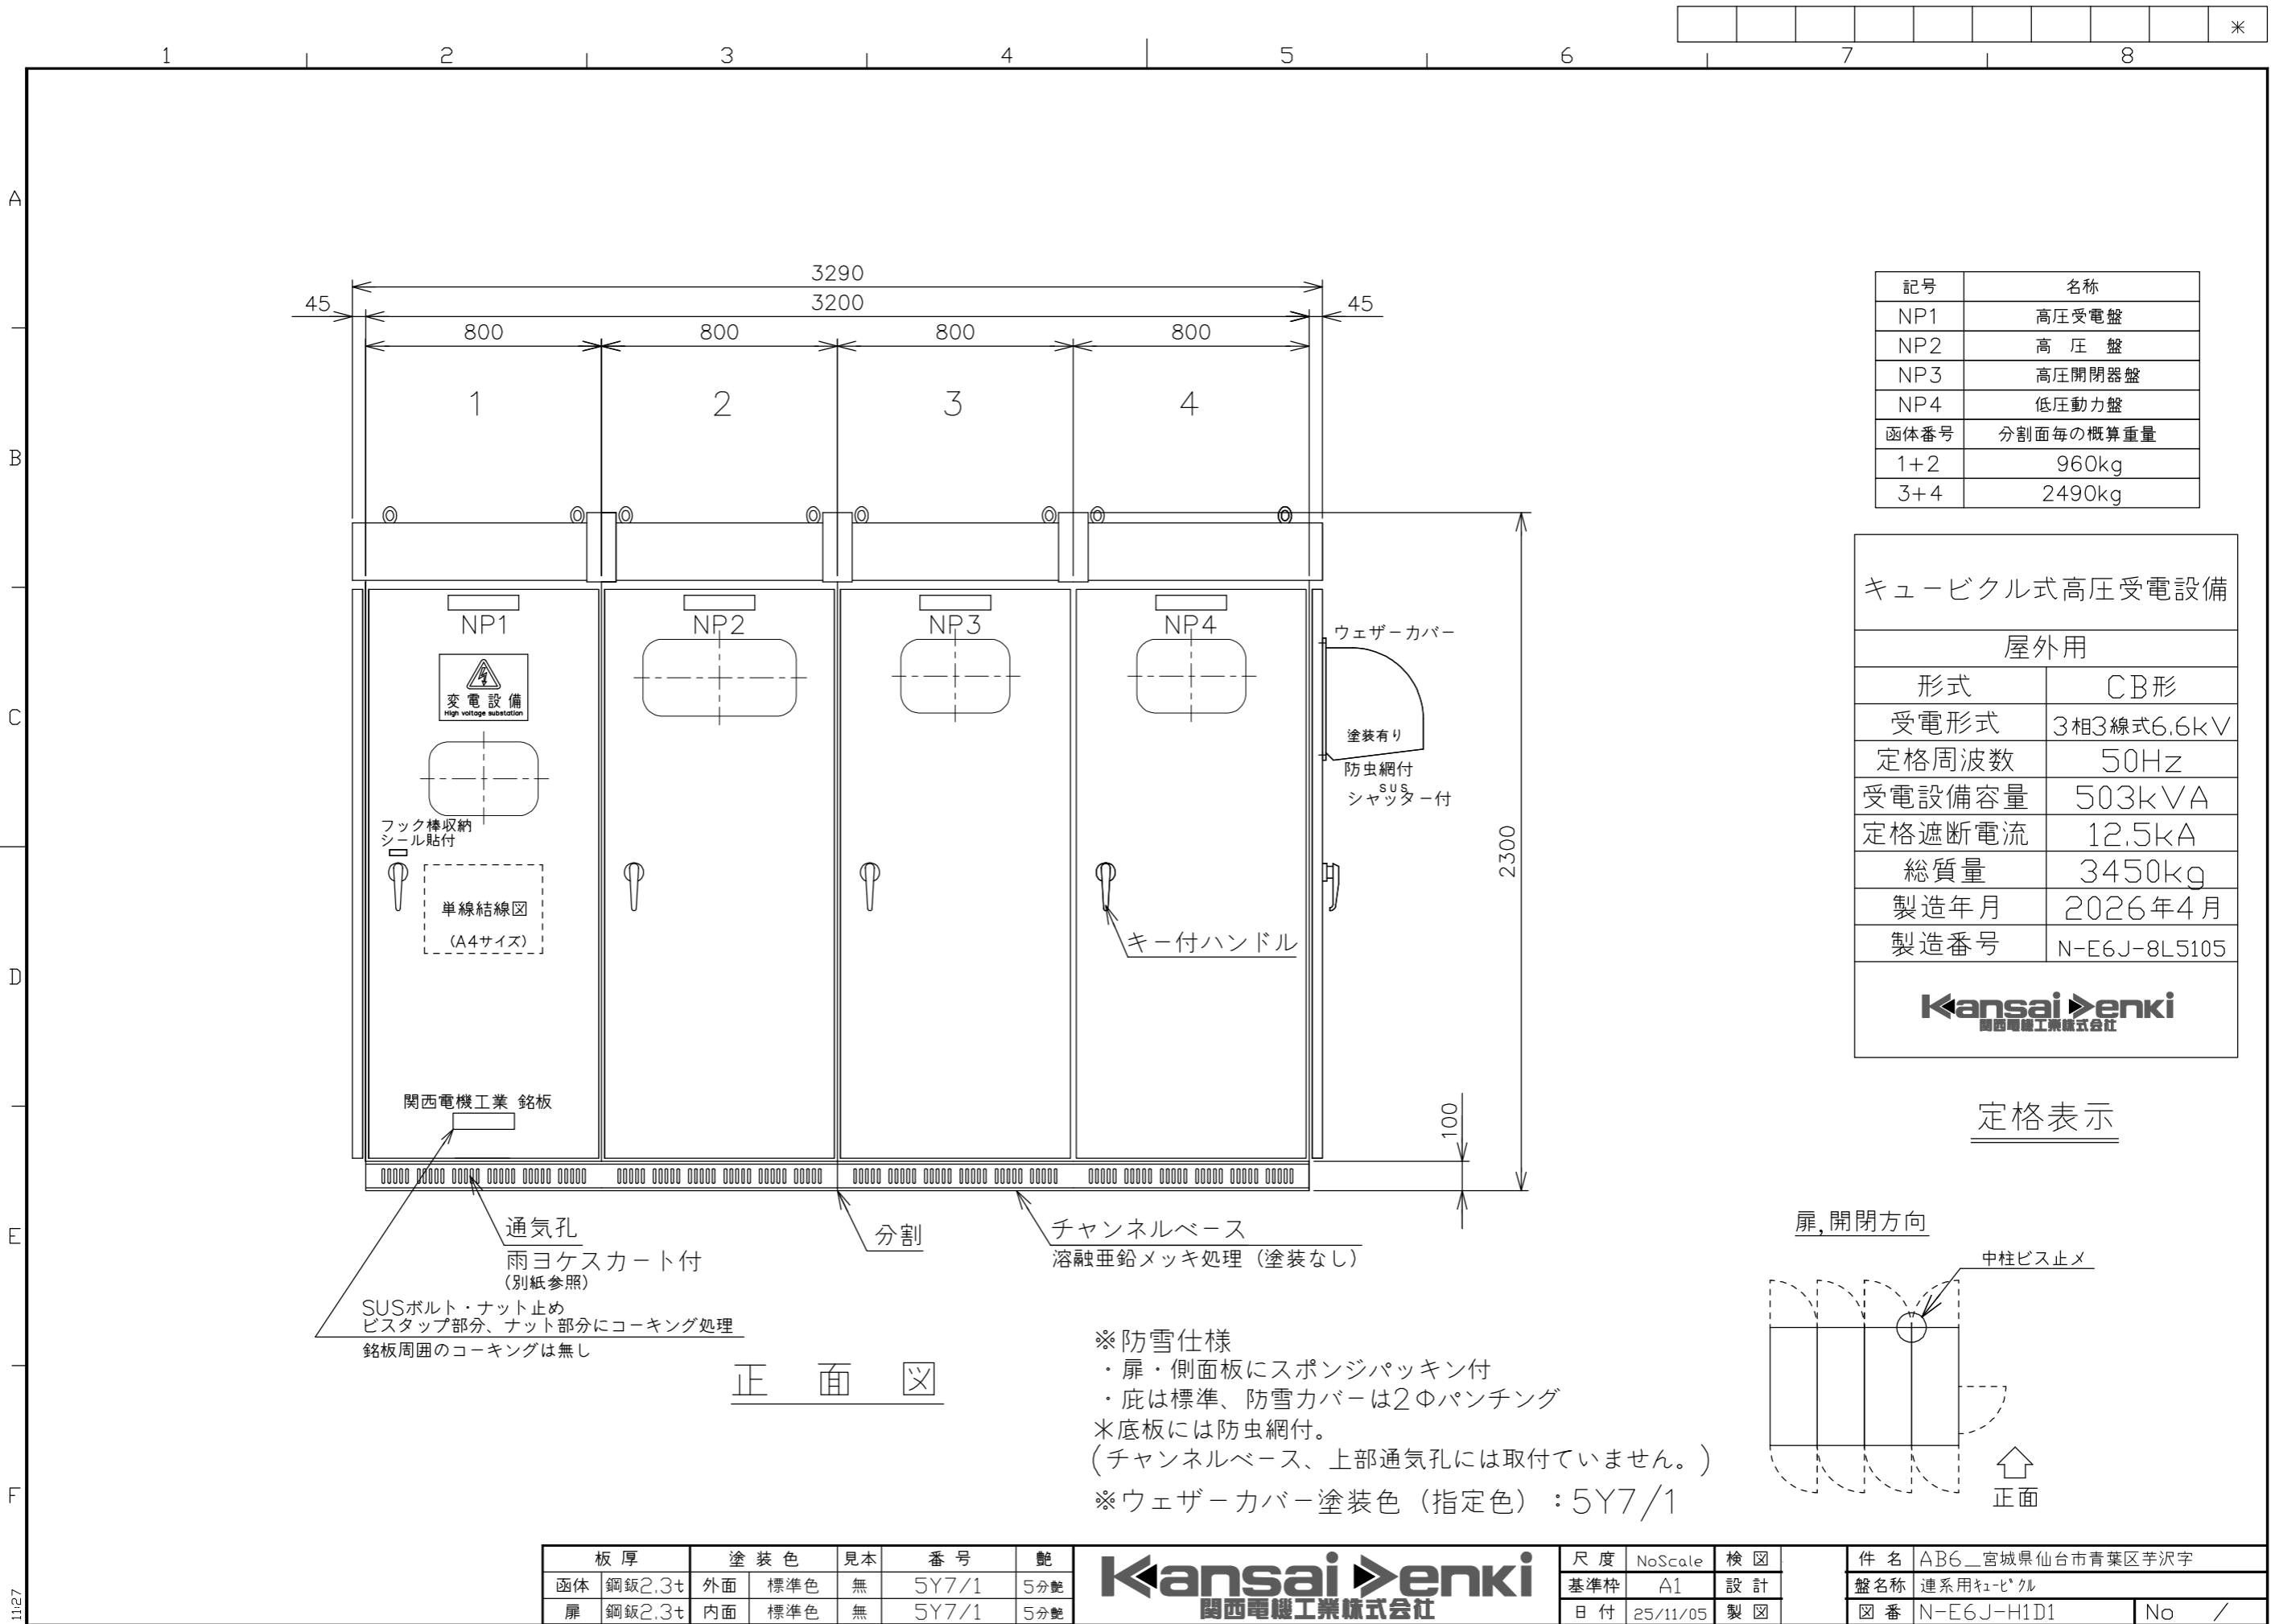 *
1 2 3 4 5 6 7 8
A
B
C
D
E
F
3290
45 3200 45
800 800 800 800
1 2 3 4
NP1 NP2 NP3 NP4
変電設備
High voltage substation
フック棒収納
シール貼付
単線結線図
(A4サイズ)
キー付ハンドル
ウェザーカバー
塗装有り
防虫網付
SUS
シャッター付
2300
100
関西電機工業 銘板
通気孔
雨ヨケスカート付
(別紙参照)
分割
チャンネルベース
溶融亜鉛メッキ処理(塗装なし)
SUSボルト・ナット止め
ビスタップ部分、ナット部分にコーキング処理
銘板周囲のコーキングは無し
正 面 図
※防雪仕様
・扉・側面板にスポンジパッキン付
・庇は標準、防雪カバーは2Φパンチング
*底板には防虫網付。
(チャンネルベース、上部通気孔には取付ていません。)
※ウェザーカバー塗装色(指定色):5Y7/1
記号 名称
NP1 高圧受電盤
NP2 高 圧 盤
NP3 高圧開閉器盤
NP4 低圧動力盤
函体番号 分割面毎の概算重量
1+2 960kg
3+4 2490kg
キュービクル式高圧受電設備
屋外用
形式 CB形
受電形式 3相3線式6.6kV
定格周波数 50Hz
受電設備容量 503kVA
定格遮断電流 12.5kA
総質量 3450kg
製造年月 2026年4月
製造番号 N-E6J-8L5105
Kansai Denki
関西電機工業株式会社
定格表示
扉,開閉方向
中柱ビス止メ
正面
板厚 塗装色 見本 番号 艶
函体 鋼鈑2.3t 外面 標準色 無 5Y7/1 5分艶
扉 鋼鈑2.3t 内面 標準色 無 5Y7/1 5分艶
Kansai Denki
関西電機工業株式会社
尺度 NoScale 検図
基準枠 A1 設計
日付 25/11/05 製図
件名 AB6_宮城県仙台市青葉区芋沢字
盤名称 連系用ｷｭｰﾋﾞｸﾙ
図番 N-E6J-H1D1 No /
11:27